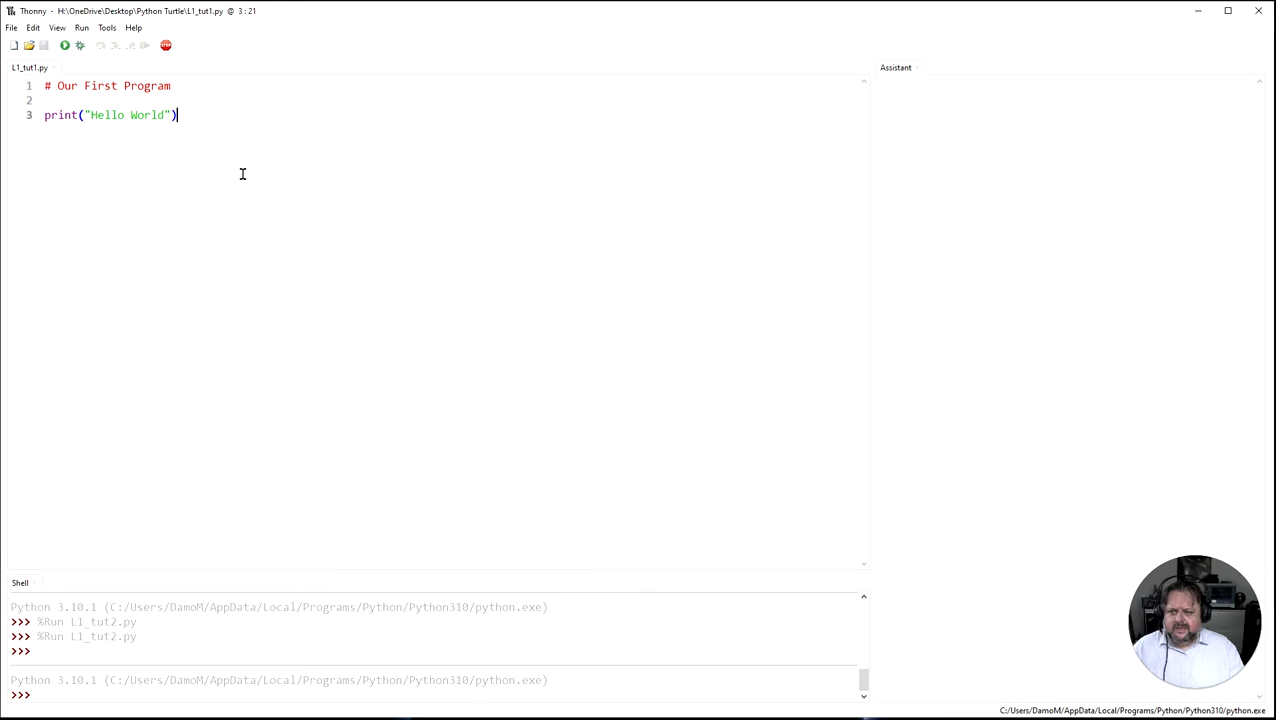 Thonny - H:\OneDrive\Desktop\Python Turtle\L1_tut1.py @ 3:21
File Edit View Run Tools Help
STOP
L1_tut1.py
Assistant
1 # Our First Program
2
3 print("Hello World")
Shell
Python 3.10.1 (C:/Users/DamoM/AppData/Local/Programs/Python/Python310/python.exe)
>>> %Run L1_tut2.py
>>> %Run L1_tut2.py
>>>
Python 3.10.1 (C:/Users/DamoM/AppData/Local/Programs/Python/Python310/python.exe)
>>>
C:/Users/DamoM/AppData/Local/Programs/Python/Python310/python.exe